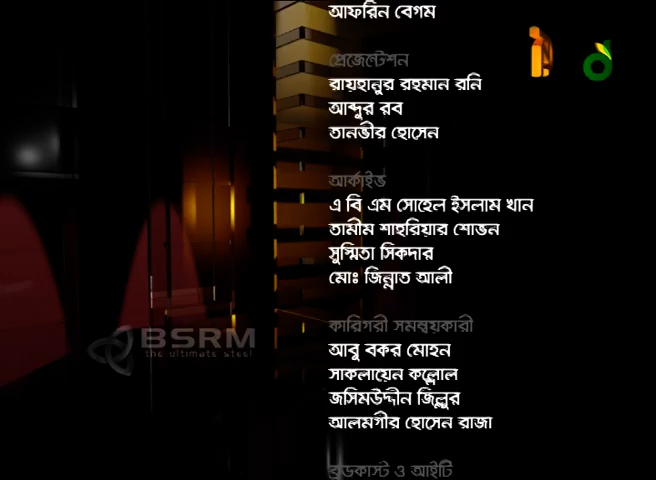 আফরিন বেগম
প্রেজেন্টেশন
রায়হানুর রহমান রনি
আব্দুর রব
তানভীর হোসেন
আর্কাইভ
এ বি এম সোহেল ইসলাম খান
তামীম শাহরিয়ার শোভন
সুস্মিতা সিকদার
মোঃ জিন্নাত আলী
কারিগরী সমন্বয়কারী
আবু বকর মোহন
সাকলায়েন কল্লোল
জসিমউদ্দীন জিল্লুর
আলমগীর হোসেন রাজা
ব্রডকাস্ট ও আইটি
BSRM
the ultimate steel